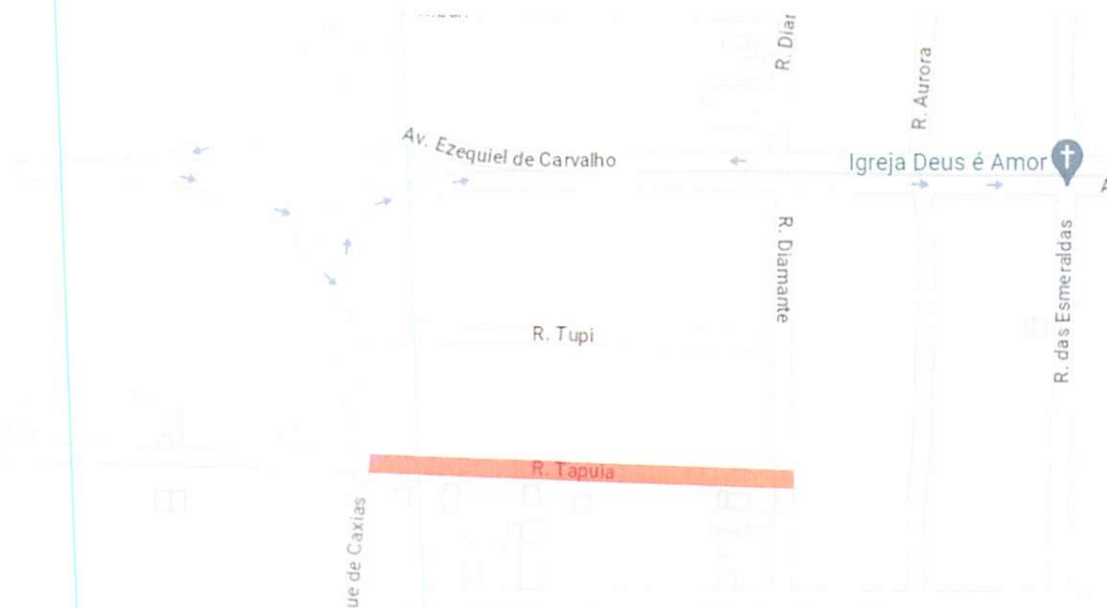 R. Diar
R. Aurora
Av. Ezequiel de Carvalho
Igreja Deus é Amor
R. Diamante
R. das Esmeraldas
R. Tupi
R. Tapuia
ue de Caxias